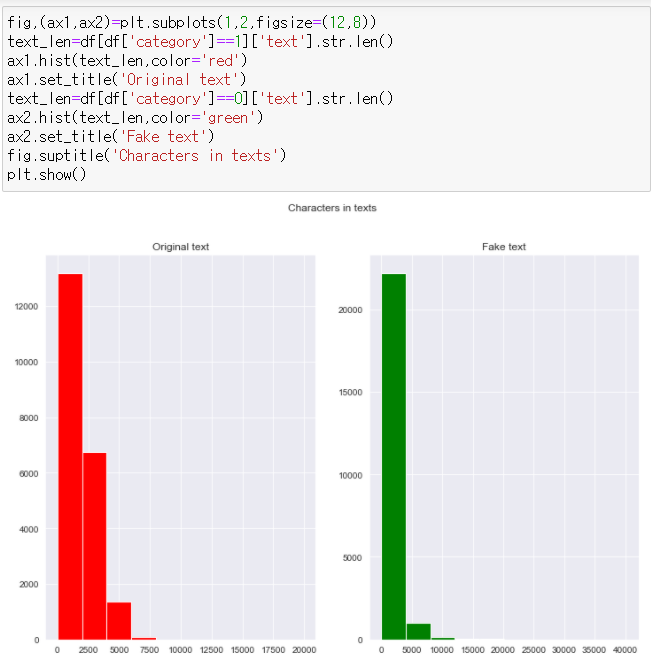 fig,(ax1,ax2)=plt.subplots(1,2,figsize=(12,8))
text_len=df[df['category']==1]['text'].str.len()
ax1.hist(text_len,color='red')
ax1.set_title('Original text')
text_len=df[df['category']==0]['text'].str.len()
ax2.hist(text_len,color='green')
ax2.set_title('Fake text')
fig.suptitle('Characters in texts')
plt.show()
Characters in texts
Original text
12000
10000
8000
6000
4000
2000
0
0 2500 5000 7500 10000 12500 15000 17500 20000
Fake text
20000
15000
10000
5000
0
0 5000 10000 15000 20000 25000 30000 35000 40000